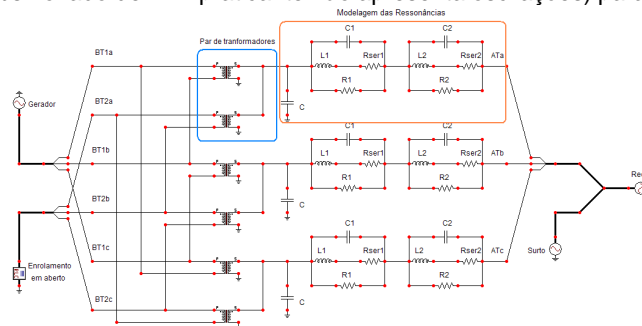 Modelagem das Ressonâncias
Par de tranformadores
C1
C2
BT1a
L1
Rser1
L2
Rser2
ATa
R1
R2
Gerador
BT2a
C
C1
C2
BT1b
L1
Rser1
L2
Rser2
ATb
R1
R2
BT2b
C
C1
C2
BT1c
L1
Rser1
L2
Rser2
ATc
Surto
Enrolamento
em aberto
R1
R2
BT2c
C